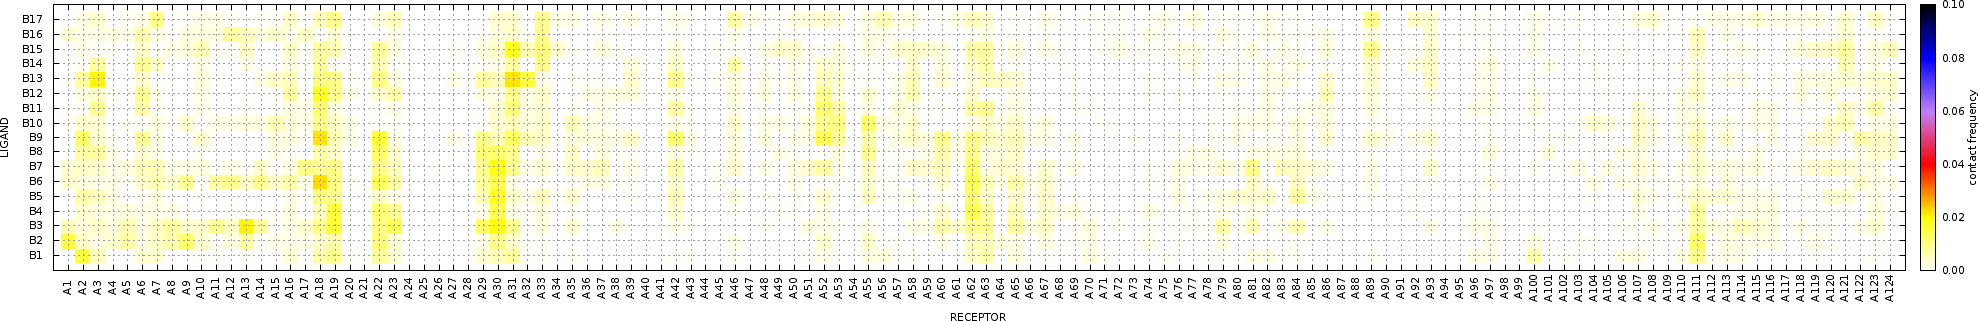 B17
B16
B15
B14
B13
B12
B11
B10
B9
B8
B7
B6
B5
B4
B3
B2
B1
LIGAND
A1 A2 A3 A4 A5 A6 A7 A8 A9 A10 A11 A12 A13 A14 A15 A16 A17 A18 A19 A20 A21 A22 A23 A24 A25 A26 A27 A28 A29 A30 A31 A32 A33 A34 A35 A36 A37 A38 A39 A40 A41 A42 A43 A44 A45 A46 A47 A48 A49 A50 A51 A52 A53 A54 A55 A56 A57 A58 A59 A60 A61 A62 A63 A64 A65 A66 A67 A68 A69 A70 A71 A72 A73 A74 A75 A76 A77 A78 A79 A80 A81 A82 A83 A84 A85 A86 A87 A88 A89 A90 A91 A92 A93 A94 A95 A96 A97 A98 A99 A100 A101 A102 A103 A104 A105 A106 A107 A108 A109 A110 A111 A112 A113 A114 A115 A116 A117 A118 A119 A120 A121 A122 A123 A124
RECEPTOR
0.10
0.08
0.06
0.04
0.02
0.00
contact frequency